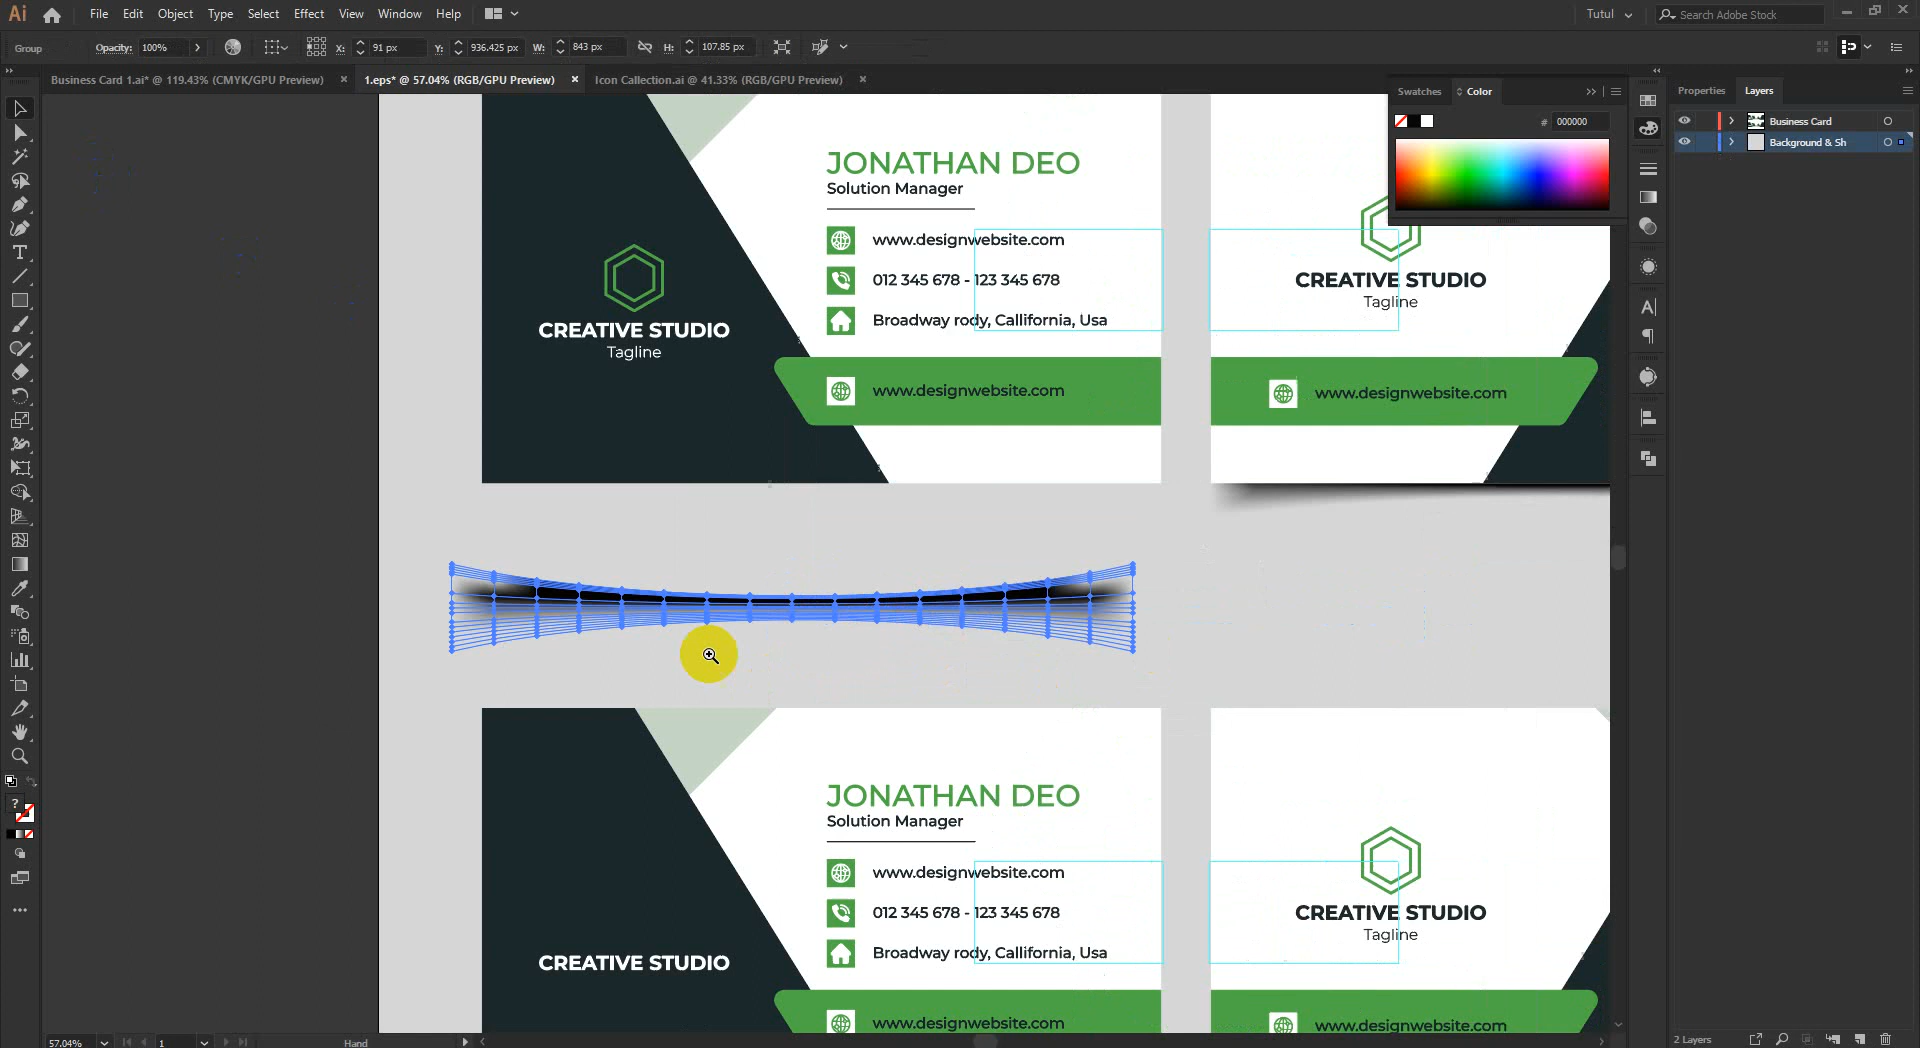 Ai File Edit Object Type Select Effect View Window Help Tutul Search Adobe Stock
Group Opacity: 100% X: 91 px Y: 936.425 px W: 843 px H: 107.85 px
Business Card 1.ai* @ 119.43% (CMYK/GPU Preview) × 1.eps* @ 57.04% (RGB/GPU Preview) × Icon Callection.ai @ 41.33% (RGB/GPU Preview) ×
Swatches Color
# 000000
Properties Layers
Business Card
Background & Sh
JONATHAN DEO
Solution Manager
www.designwebsite.com
012 345 678 - 123 345 678
Broadway rody, Callifornia, Usa
www.designwebsite.com
CREATIVE STUDIO
Tagline
CREATIVE STUDIO
Tagline
www.designwebsite.com
JONATHAN DEO
Solution Manager
www.designwebsite.com
012 345 678 - 123 345 678
Broadway rody, Callifornia, Usa
www.designwebsite.com
CREATIVE STUDIO
CREATIVE STUDIO
Tagline
www.designwebsite.com
57.04% 1 Hand
2 Layers